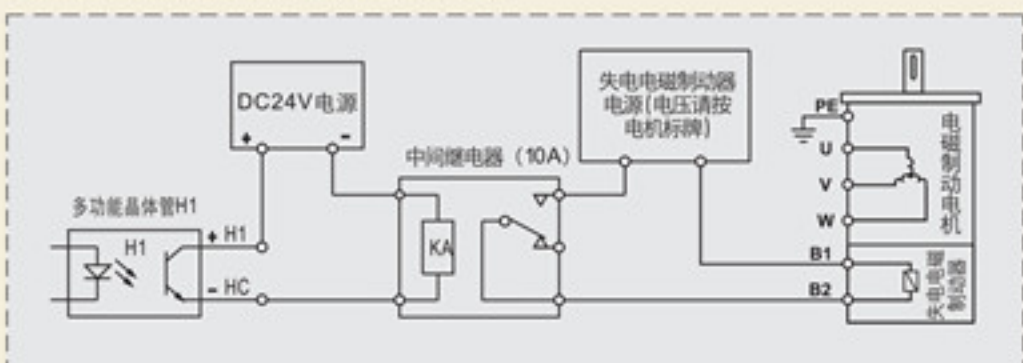 DC24V电源
+ -
失电电磁制动器
电源(电压请按
电机标牌)
中间继电器（10A）
多功能晶体管H1
H1
+ H1
- HC
KA
PE
U
V
W
B1
B2
电磁制动电机
失电电磁
制动器